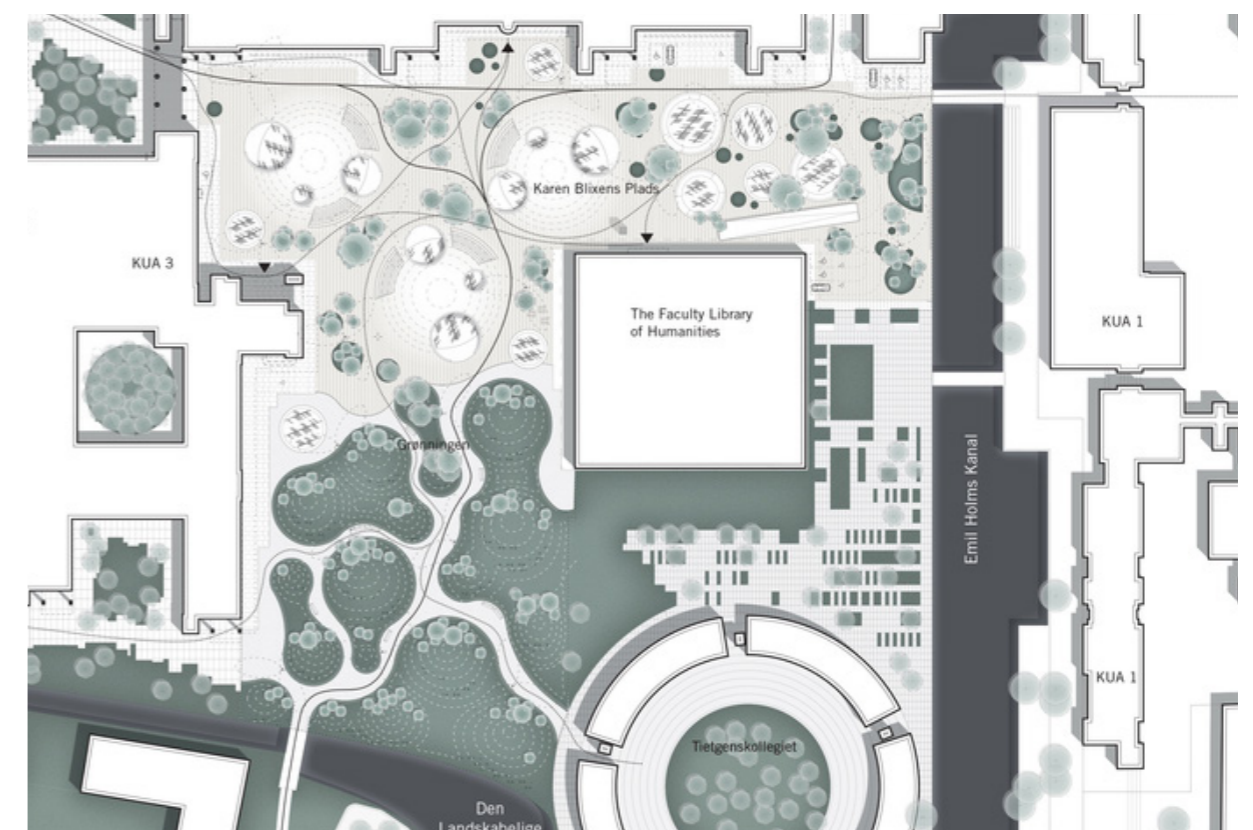 Karen Blixens Plads
KUA 3
The Faculty Library
of Humanities
KUA 1
Grønningen
Emil Holms Kanal
KUA 1
Tietgenskollegiet
Den
Landskabelige